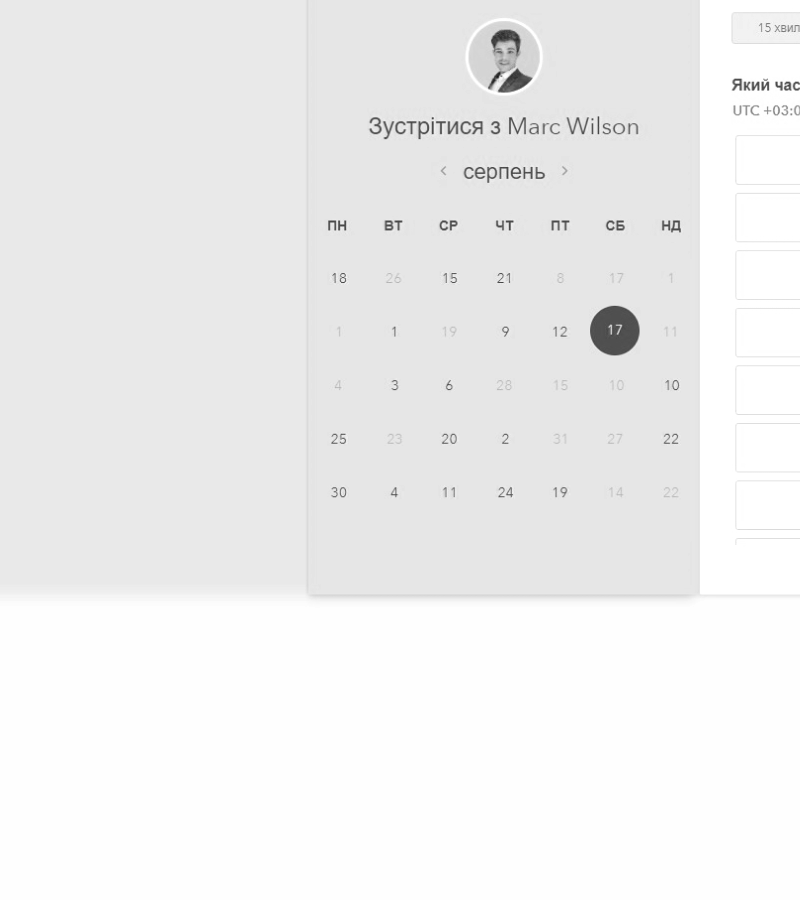 15 хвил
Який час
UTC +03:0
Зустрітися з Marc Wilson
‹ серпень ›
ПН ВТ СР ЧТ ПТ СБ НД
18 26 15 21 8 17 1
1 1 19 9 12 17 11
4 3 6 28 15 10 10
25 23 20 2 31 27 22
30 4 11 24 19 14 22